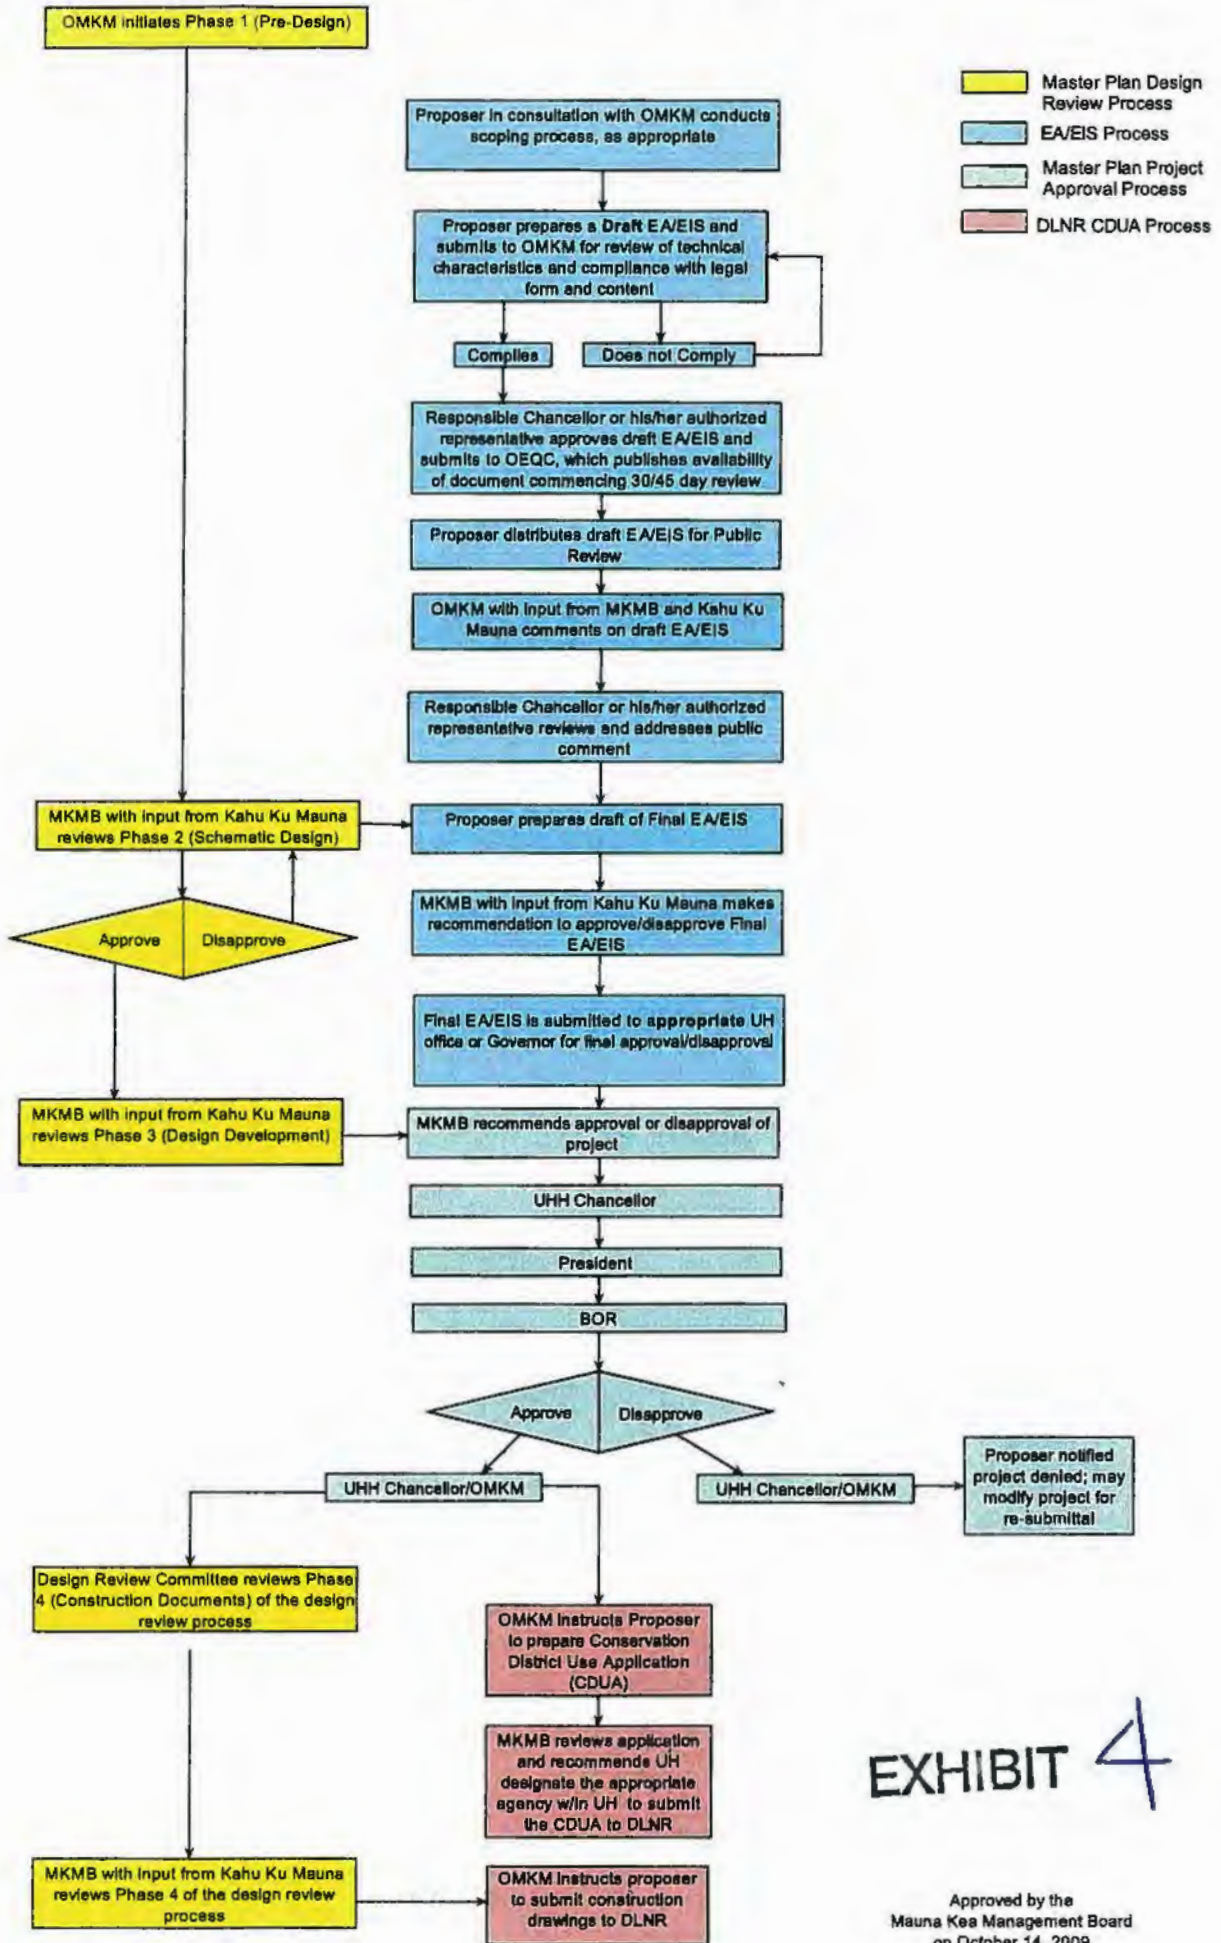 OMKM initiates Phase 1 (Pre-Design)
Master Plan Design
Review Process
EA/EIS Process
Master Plan Project
Approval Process
DLNR CDUA Process
Proposer in consultation with OMKM conducts
scoping process, as appropriate
Proposer prepares a Draft EA/EIS and
submits to OMKM for review of technical
characteristics and compliance with legal
form and content
Complies
Does not Comply
Responsible Chancellor or his/her authorized
representative approves draft EA/EIS and
submits to OEQC, which publishes availability
of document commencing 30/45 day review
Proposer distributes draft EA/EIS for Public
Review
OMKM with input from MKMB and Kahu Ku
Mauna comments on draft EA/EIS
Responsible Chancellor or his/her authorized
representative reviews and addresses public
comment
MKMB with input from Kahu Ku Mauna
reviews Phase 2 (Schematic Design)
Proposer prepares draft of Final EA/EIS
Approve
Disapprove
MKMB with input from Kahu Ku Mauna makes
recommendation to approve/disapprove Final
EA/EIS
Final EA/EIS is submitted to appropriate UH
office or Governor for final approval/disapproval
MKMB with input from Kahu Ku Mauna
reviews Phase 3 (Design Development)
MKMB recommends approval or disapproval of
project
UHH Chancellor
President
BOR
Approve
Disapprove
UHH Chancellor/OMKM
UHH Chancellor/OMKM
Proposer notified
project denied; may
modify project for
re-submittal
Design Review Committee reviews Phase
4 (Construction Documents) of the design
review process
OMKM Instructs Proposer
to prepare Conservation
District Use Application
(CDUA)
MKMB reviews application
and recommends UH
designate the appropriate
agency w/in UH to submit
the CDUA to DLNR
MKMB with Input from Kahu Ku Mauna
reviews Phase 4 of the design review
process
OMKM Instructs proposer
to submit construction
drawings to DLNR
EXHIBIT 4
Approved by the
Mauna Kea Management Board
on October 14, 2009